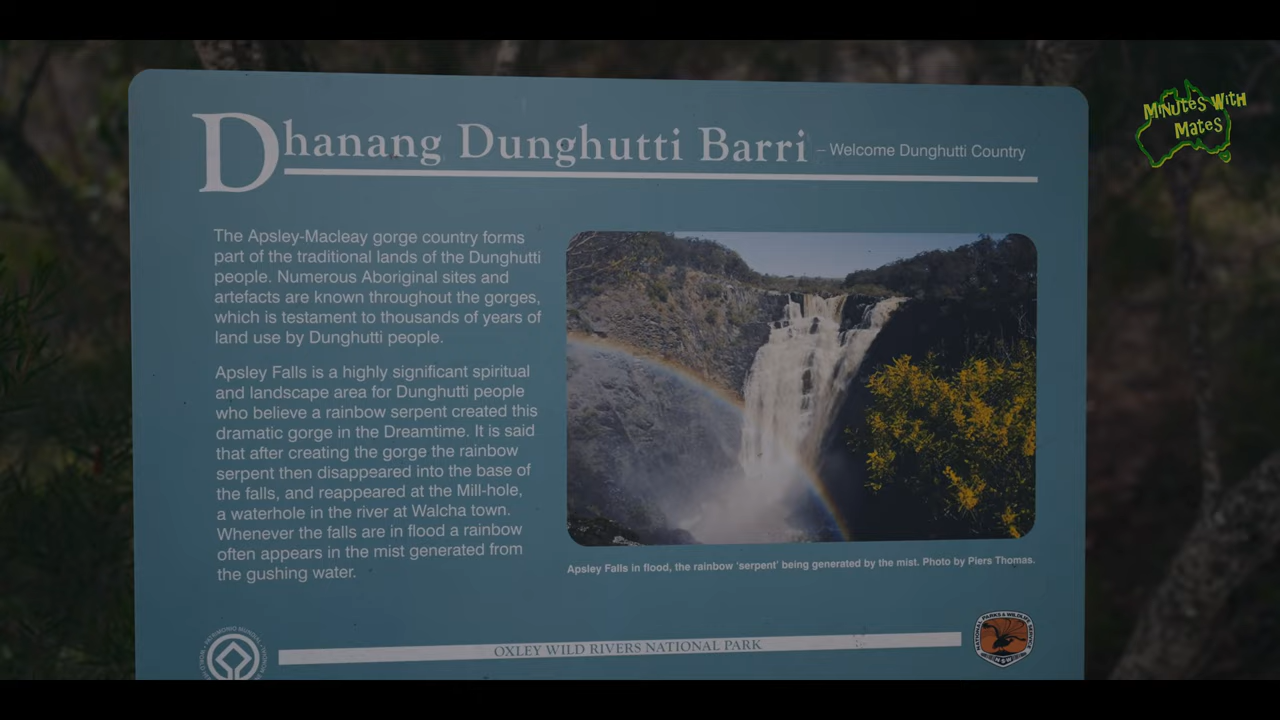 Minutes With
Mates
Dhanang Dunghutti Barri – Welcome Dunghutti Country
The Apsley-Macleay gorge country forms
part of the traditional lands of the Dunghutti
people. Numerous Aboriginal sites and
artefacts are known throughout the gorges,
which is testament to thousands of years of
land use by Dunghutti people.
Apsley Falls is a highly significant spiritual
and landscape area for Dunghutti people
who believe a rainbow serpent created this
dramatic gorge in the Dreamtime. It is said
that after creating the gorge the rainbow
serpent then disappeared into the base of
the falls, and reappeared at the Mill-hole,
a waterhole in the river at Walcha town.
Whenever the falls are in flood a rainbow
often appears in the mist generated from
the gushing water.
Apsley Falls in flood, the rainbow ‘serpent’ being generated by the mist. Photo by Piers Thomas.
OXLEY WILD RIVERS NATIONAL PARK
NATIONAL PARKS & WILDLIFE SERVICE
NSW